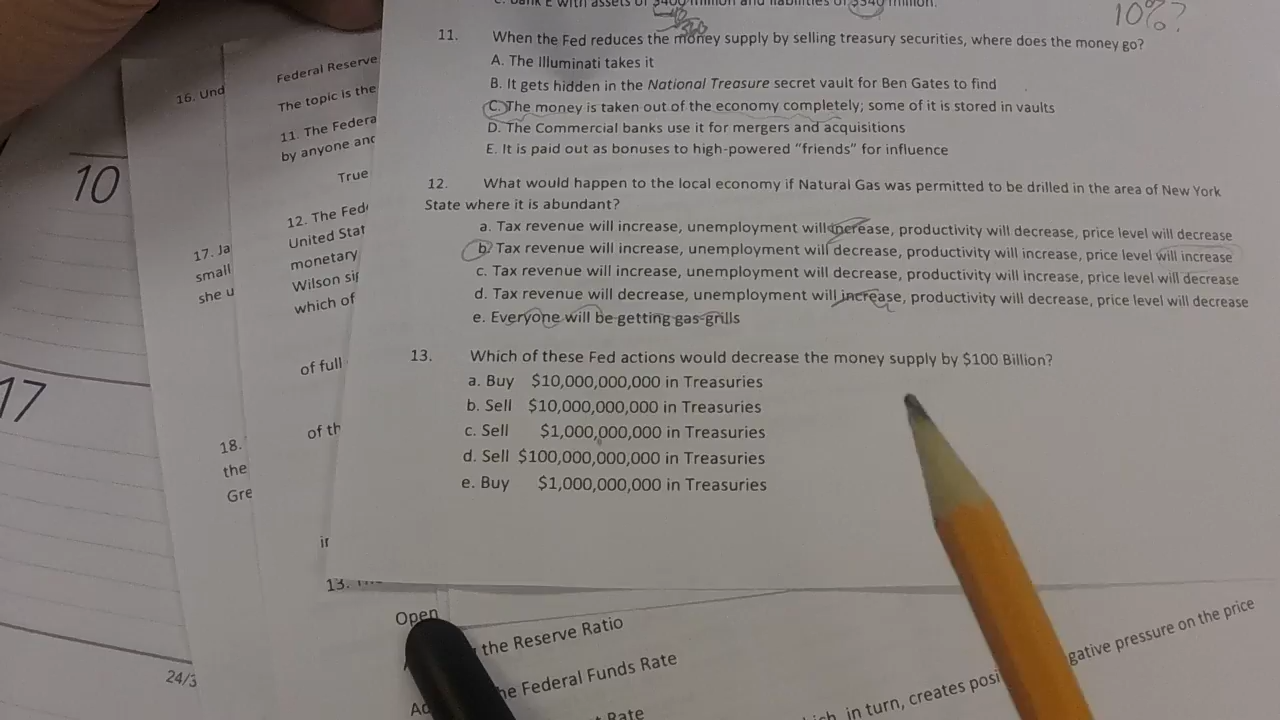 E with assets of $400 million and liabilities of $340 million.
10%?
11. When the Fed reduces the money supply by selling treasury securities, where does the money go?
A. The Illuminati takes it
B. It gets hidden in the National Treasure secret vault for Ben Gates to find
C. The money is taken out of the economy completely; some of it is stored in vaults
D. The Commercial banks use it for mergers and acquisitions
E. It is paid out as bonuses to high-powered “friends” for influence
12. What would happen to the local economy if Natural Gas was permitted to be drilled in the area of New York
State where it is abundant?
a. Tax revenue will increase, unemployment will increase, productivity will decrease, price level will decrease
b. Tax revenue will increase, unemployment will decrease, productivity will increase, price level will increase
c. Tax revenue will increase, unemployment will decrease, productivity will increase, price level will decrease
d. Tax revenue will decrease, unemployment will increase, productivity will decrease, price level will decrease
e. Everyone will be getting gas-grills
13. Which of these Fed actions would decrease the money supply by $100 Billion?
a. Buy $10,000,000,000 in Treasuries
b. Sell $10,000,000,000 in Treasuries
c. Sell $1,000,000,000 in Treasuries
d. Sell $100,000,000,000 in Treasuries
e. Buy $1,000,000,000 in Treasuries
Federal Reserve
The topic is the
11. The Federa
by anyone and
True
12. The Fed
United Stat
monetary
Wilson
which of
of full
of th
13.
16. Und
17. Ja
small
she u
18.
the
Gre
10
17
24/3
Open
the Reserve Ratio
the Federal Funds Rate
Rate
in turn, creates posi
gative pressure on the price